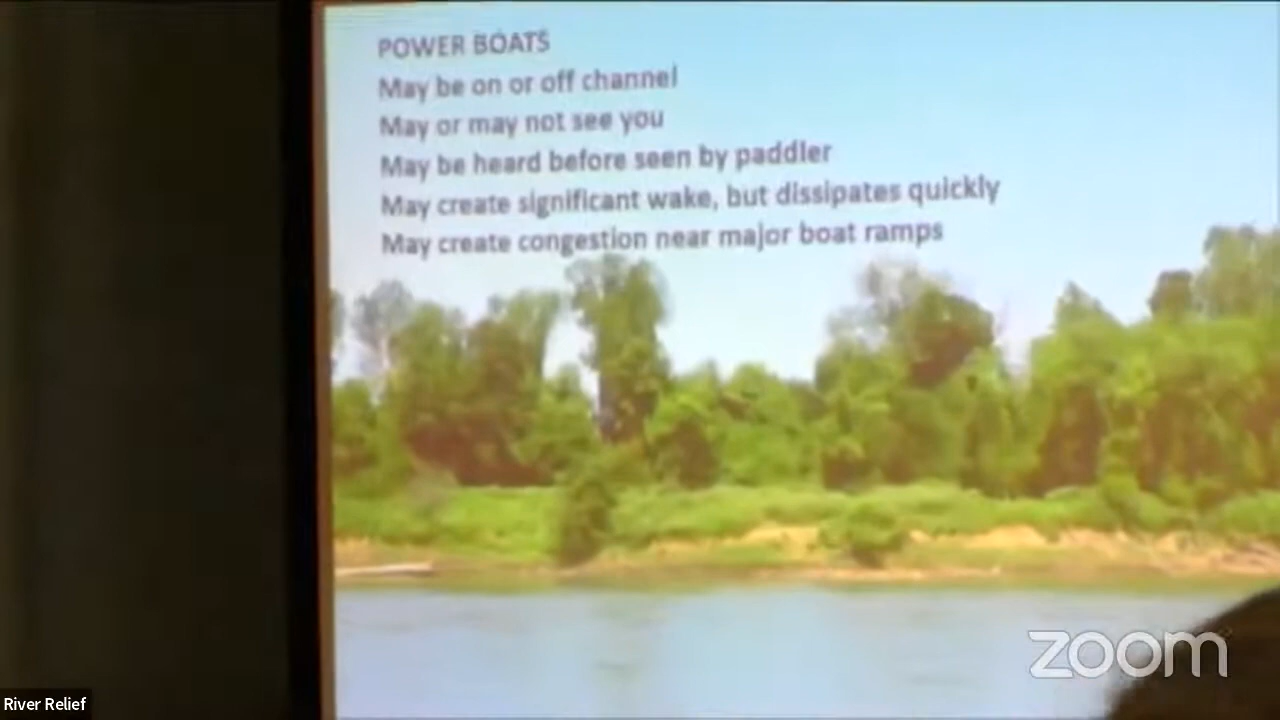 POWER BOATS
May be on or off channel
May or may not see you
May be heard before seen by paddler
May create significant wake, but dissipates quickly
May create congestion near major boat ramps
zoom
River Relief